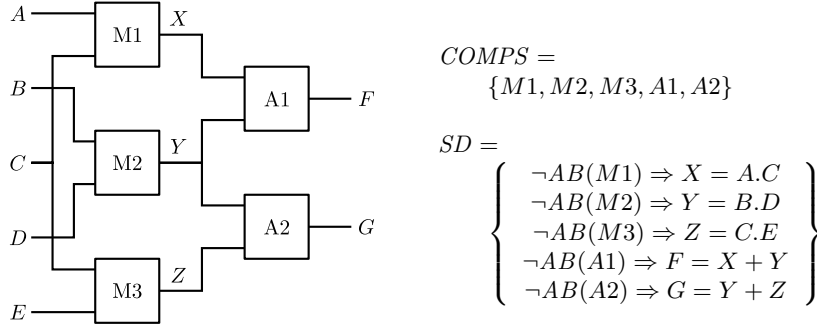 A
B
C
D
E
M1
M2
M3
X
Y
Z
A1
A2
F
G
COMPS =
{M1, M2, M3, A1, A2}
SD =
¬AB(M1) ⇒ X = A.C
¬AB(M2) ⇒ Y = B.D
¬AB(M3) ⇒ Z = C.E
¬AB(A1) ⇒ F = X + Y
¬AB(A2) ⇒ G = Y + Z